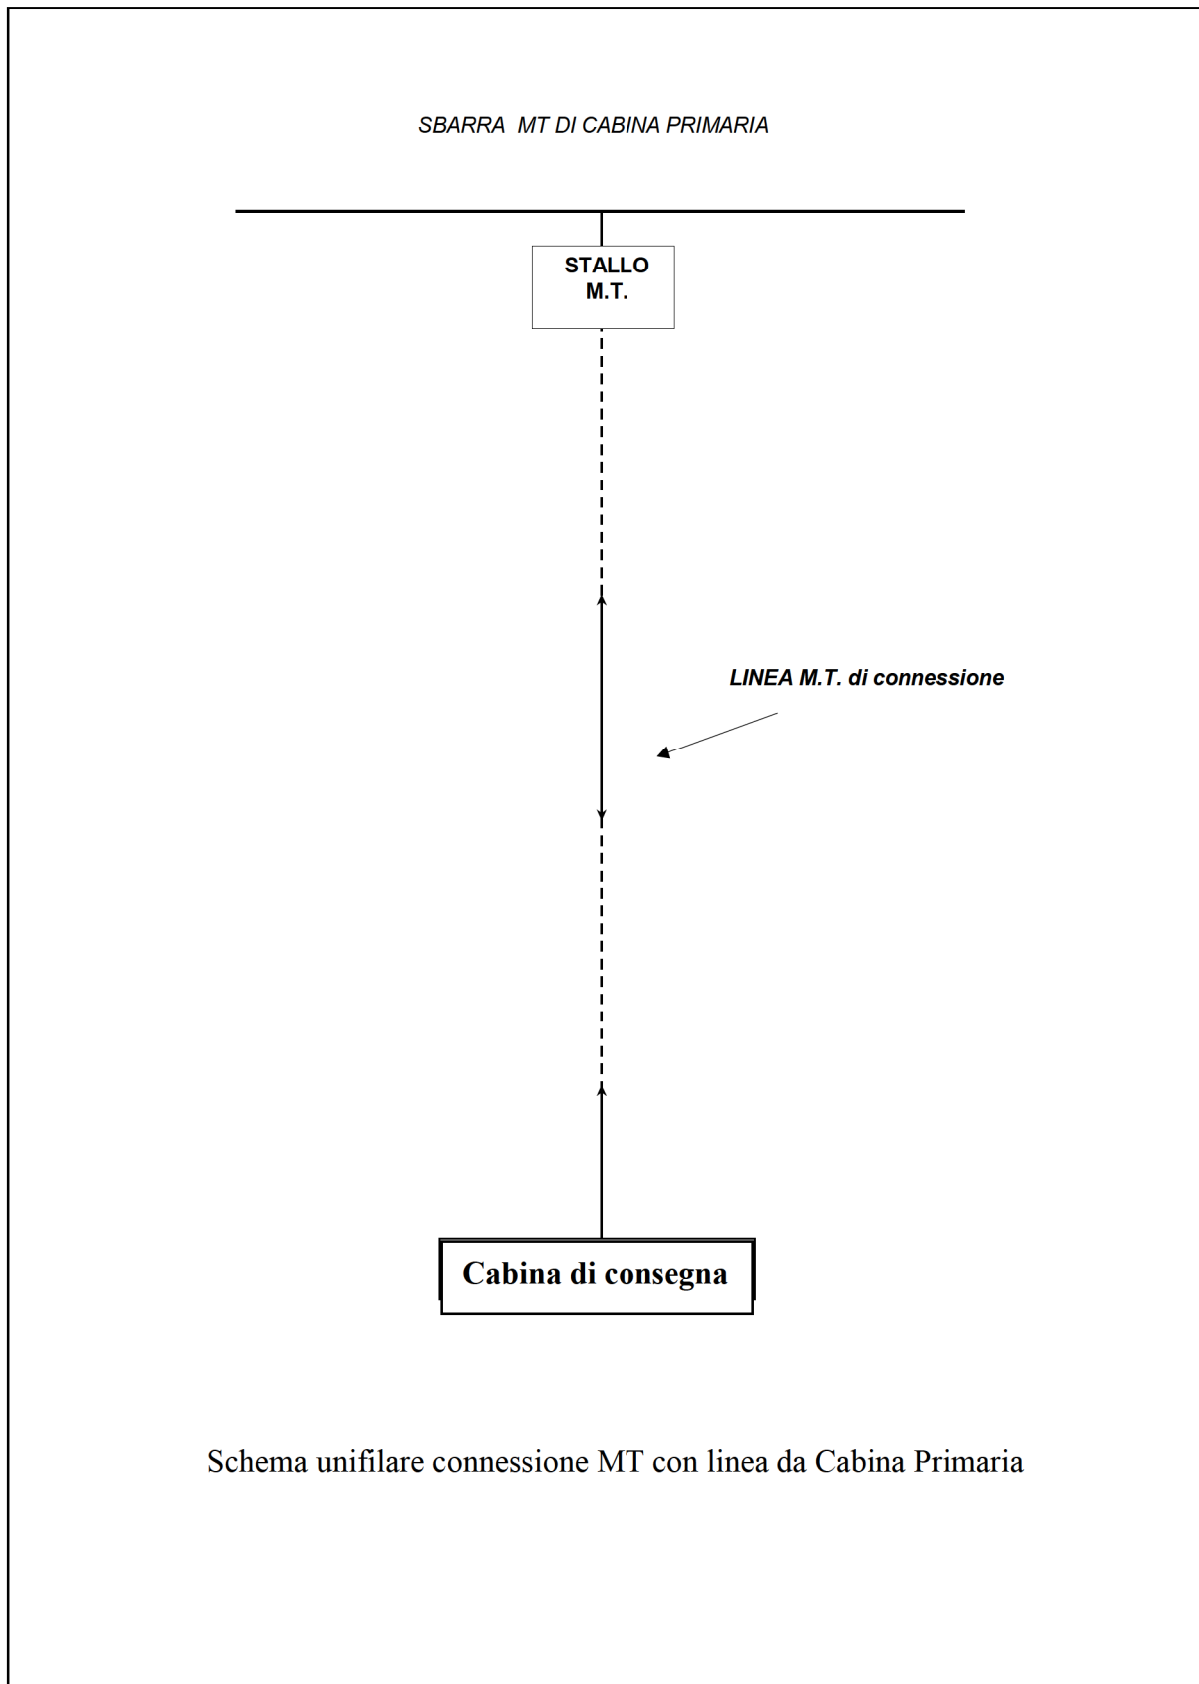 SBARRA MT DI CABINA PRIMARIA
STALLO
M.T.
LINEA M.T. di connessione
Cabina di consegna
Schema unifilare connessione MT con linea da Cabina Primaria